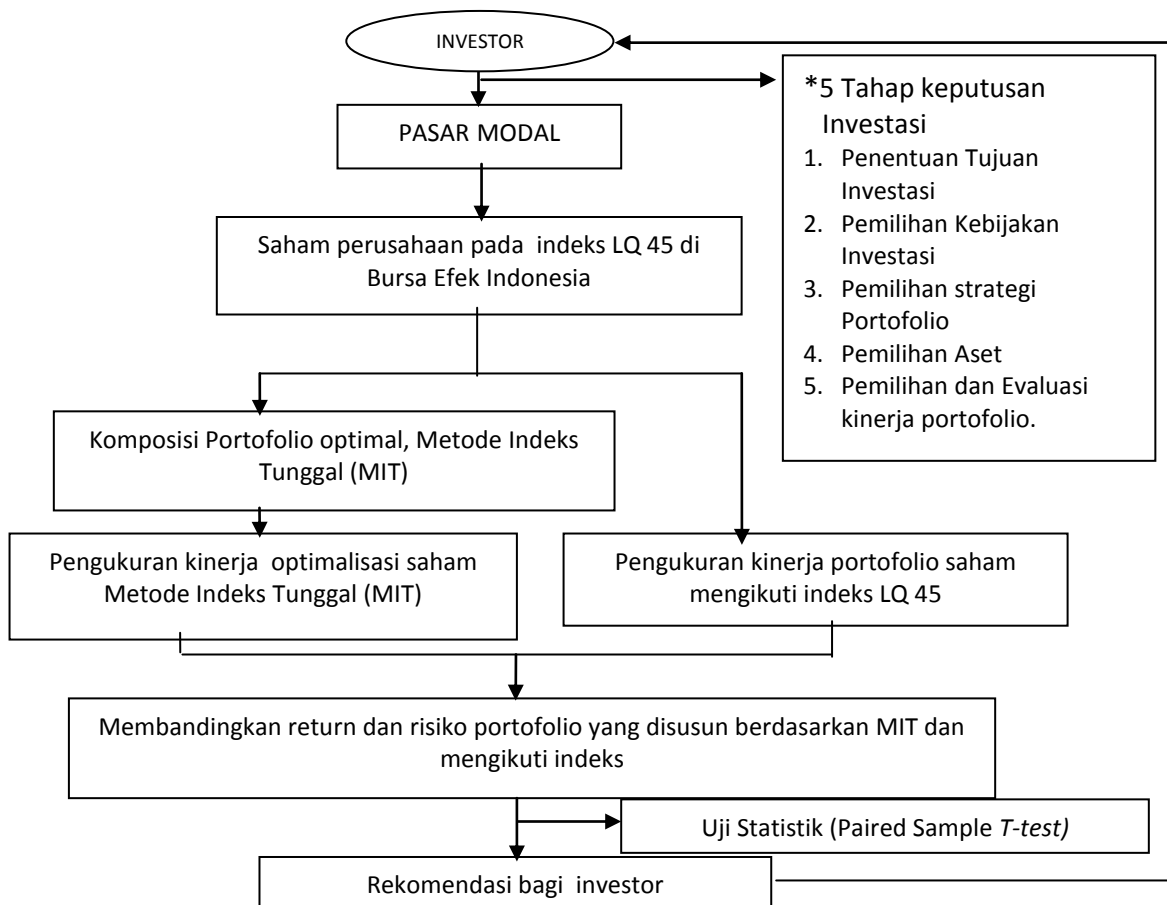 INVESTOR
*5 Tahap keputusan
Investasi
1. Penentuan Tujuan
Investasi
2. Pemilihan Kebijakan
Investasi
3. Pemilihan strategi
Portofolio
4. Pemilihan Aset
5. Pemilihan dan Evaluasi
kinerja portofolio.
PASAR MODAL
Saham perusahaan pada indeks LQ 45 di
Bursa Efek Indonesia
Komposisi Portofolio optimal, Metode Indeks
Tunggal (MIT)
Pengukuran kinerja optimalisasi saham
Metode Indeks Tunggal (MIT)
Pengukuran kinerja portofolio saham
mengikuti indeks LQ 45
Membandingkan return dan risiko portofolio yang disusun berdasarkan MIT dan
mengikuti indeks
Uji Statistik (Paired Sample T-test)
Rekomendasi bagi investor